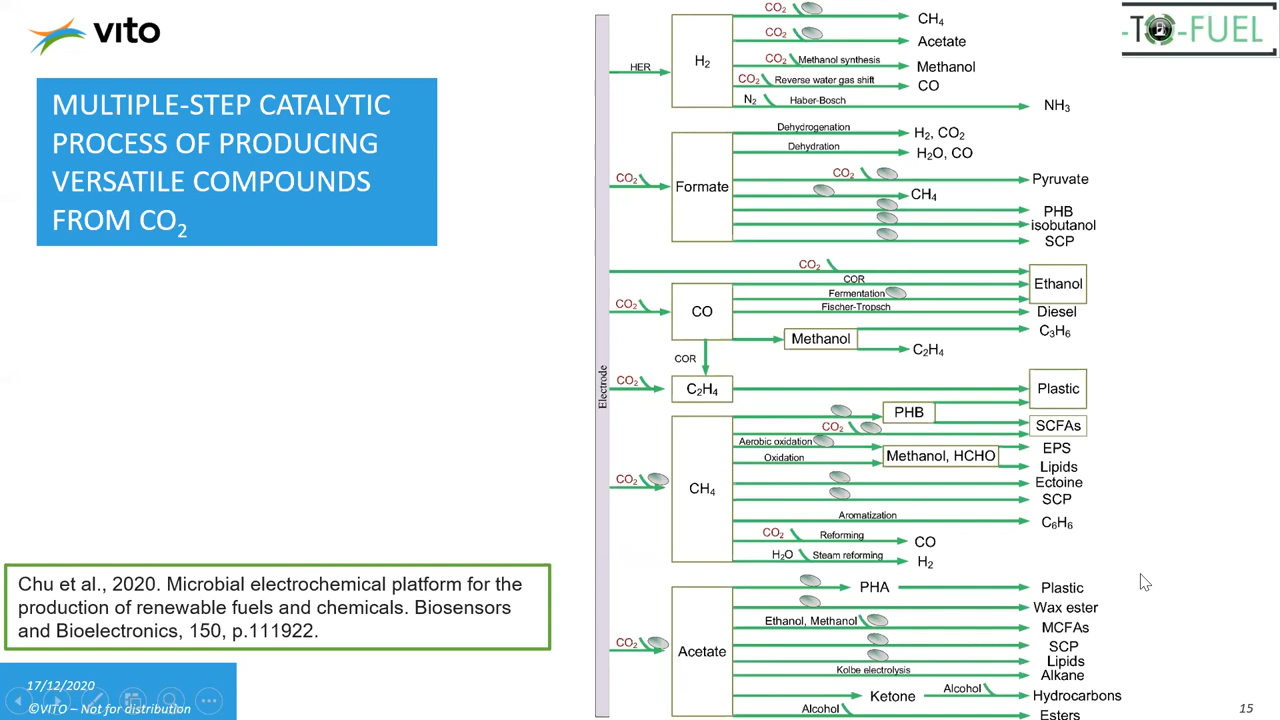 vito
-TO-FUEL
MULTIPLE-STEP CATALYTIC
PROCESS OF PRODUCING
VERSATILE COMPOUNDS
FROM CO₂
Electrode
HER
H₂
CO₂
CH₄
CO₂
Acetate
CO₂ Methanol synthesis
Methanol
CO₂ Reverse water gas shift
CO
N₂ Haber-Bosch
NH₃
CO₂
Formate
Dehydrogenation
H₂, CO₂
Dehydration
H₂O, CO
CO₂
Pyruvate
CH₄
PHB
isobutanol
SCP
CO₂
COR
Ethanol
CO₂
CO
Fermentation
Fischer-Tropsch
Diesel
Methanol
C₃H₆
C₂H₄
COR
CO₂
C₂H₄
Plastic
PHB
CO₂
SCFAs
Aerobic oxidation
Oxidation
Methanol, HCHO
EPS
Lipids
CO₂
CH₄
Ectoine
SCP
Aromatization
C₆H₆
CO₂ Reforming
CO
H₂O Steam reforming
H₂
CO₂
Acetate
PHA
Plastic
Wax ester
Ethanol, Methanol
MCFAs
SCP
Lipids
Kolbe electrolysis
Alkane
Ketone
Alcohol
Hydrocarbons
Alcohol
Esters
Chu et al., 2020. Microbial electrochemical platform for the
production of renewable fuels and chemicals. Biosensors
and Bioelectronics, 150, p.111922.
17/12/2020
©VITO – Not for distribution
15